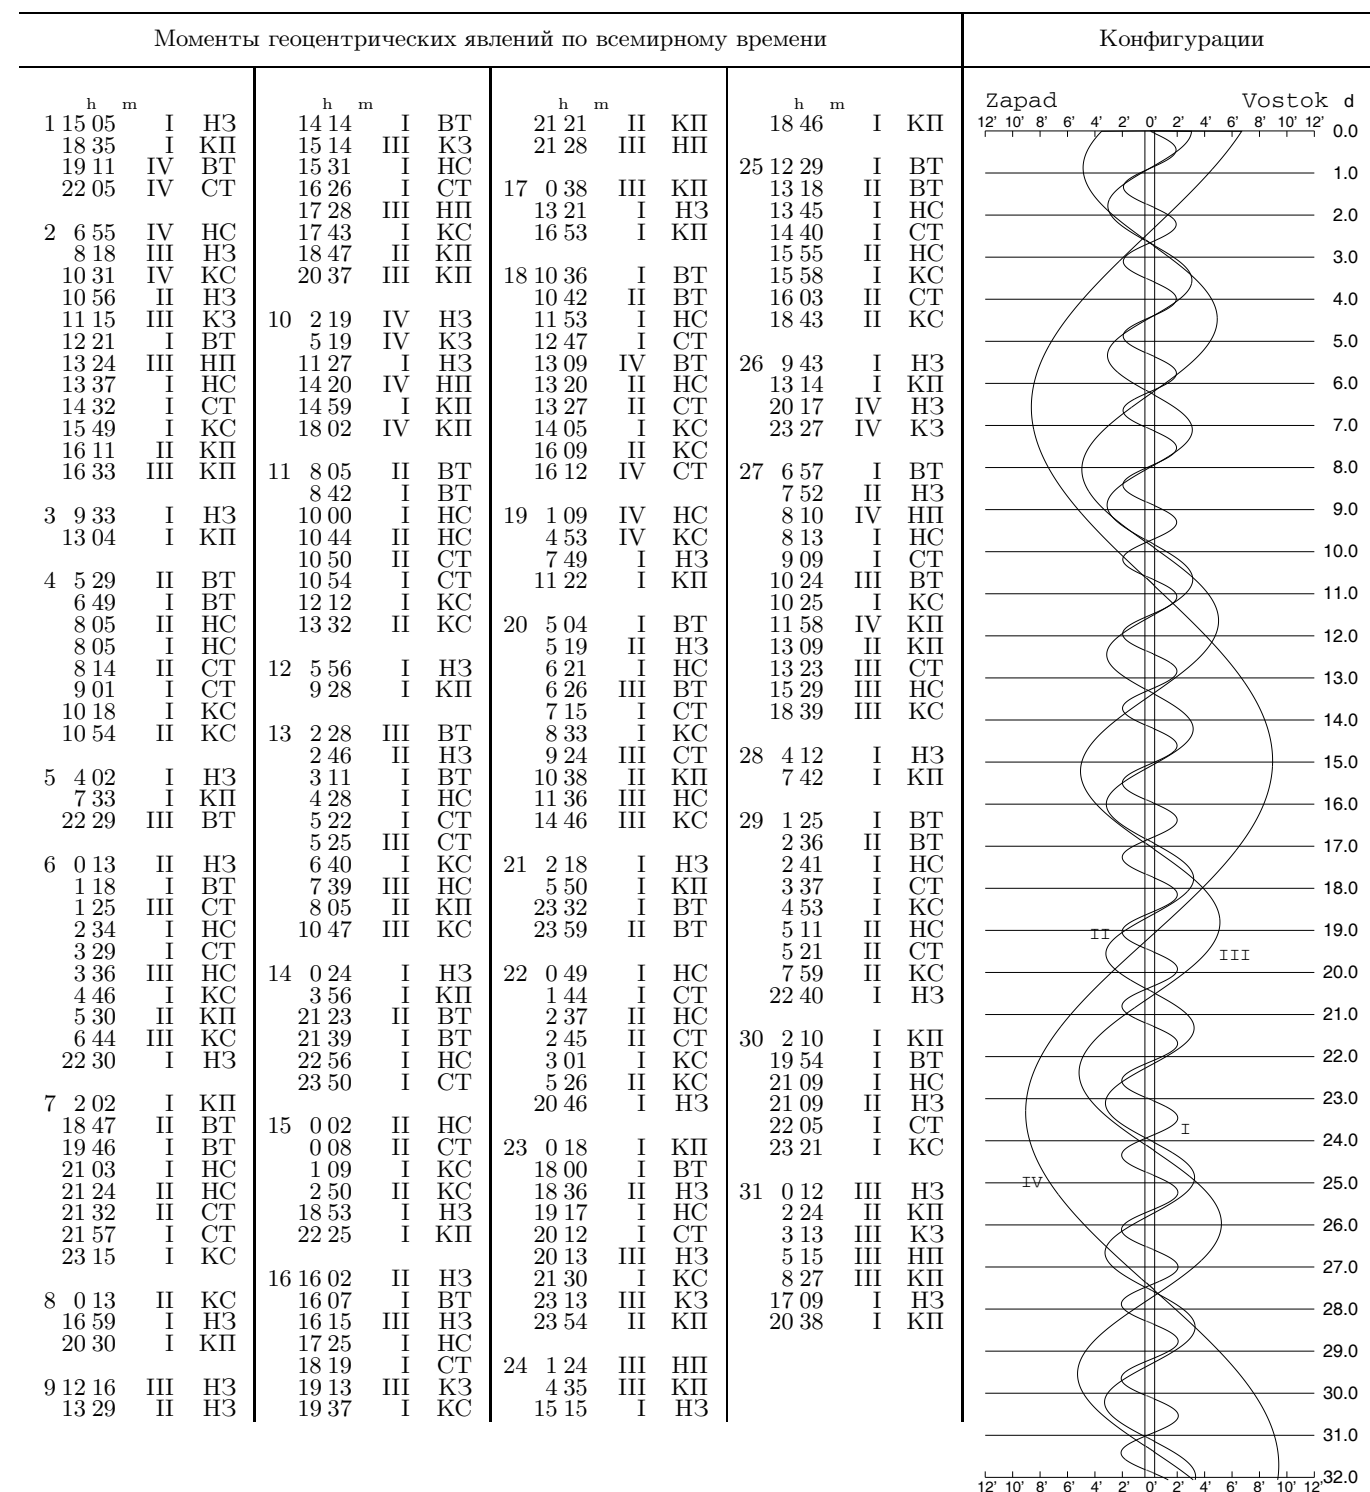 Моменты геоцентрических явлений по всемирному времени
h m
1 15 05 I НЗ
18 35 I КП
19 11 IV ВТ
22 05 IV СТ
2 6 55 IV НС
8 18 III НЗ
10 31 IV КС
10 56 II НЗ
11 15 III КЗ
12 21 I ВТ
13 24 III НП
13 37 I НС
14 32 I СТ
15 49 I КС
16 11 II КП
16 33 III КП
3 9 33 I НЗ
13 04 I КП
4 5 29 II ВТ
6 49 I ВТ
8 05 II НС
8 05 I НС
8 14 II СТ
9 01 I СТ
10 18 I КС
10 54 II КС
5 4 02 I НЗ
7 33 I КП
22 29 III ВТ
6 0 13 II НЗ
1 18 I ВТ
1 25 III СТ
2 34 I НС
3 29 I СТ
3 36 III НС
4 46 I КС
5 30 II КП
6 44 III КС
22 30 I НЗ
7 2 02 I КП
18 47 II ВТ
19 46 I ВТ
21 03 I НС
21 24 II НС
21 32 II СТ
21 57 I СТ
23 15 I КС
8 0 13 II КС
16 59 I НЗ
20 30 I КП
9 12 16 III НЗ
13 29 II НЗ
h m
14 14 I ВТ
15 14 III КЗ
15 31 I НС
16 26 I СТ
17 28 III НП
17 43 I КС
18 47 II КП
20 37 III КП
10 2 19 IV НЗ
5 19 IV КЗ
11 27 I НЗ
14 20 IV НП
14 59 I КП
18 02 IV КП
11 8 05 II ВТ
8 42 I ВТ
10 00 I НС
10 44 II НС
10 50 II СТ
10 54 I СТ
12 12 I КС
13 32 II КС
12 5 56 I НЗ
9 28 I КП
13 2 28 III ВТ
2 46 II НЗ
3 11 I ВТ
4 28 I НС
5 22 I СТ
5 25 III СТ
6 40 I КС
7 39 III НС
8 05 II КП
10 47 III КС
14 0 24 I НЗ
3 56 I КП
21 23 II ВТ
21 39 I ВТ
22 56 I НС
23 50 I СТ
15 0 02 II НС
0 08 II СТ
1 09 I КС
2 50 II КС
18 53 I НЗ
22 25 I КП
16 16 02 II НЗ
16 07 I ВТ
16 15 III НЗ
17 25 I НС
18 19 I СТ
19 13 III КЗ
19 37 I КС
h m
21 21 II КП
21 28 III НП
17 0 38 III КП
13 21 I НЗ
16 53 I КП
18 10 36 I ВТ
10 42 II ВТ
11 53 I НС
12 47 I СТ
13 09 IV ВТ
13 20 II НС
13 27 II СТ
14 05 I КС
16 09 II КС
16 12 IV СТ
19 1 09 IV НС
4 53 IV КС
7 49 I НЗ
11 22 I КП
20 5 04 I ВТ
5 19 II НЗ
6 21 I НС
6 26 III ВТ
7 15 I СТ
8 33 I КС
9 24 III СТ
10 38 II КП
11 36 III НС
14 46 III КС
21 2 18 I НЗ
5 50 I КП
23 32 I ВТ
23 59 II ВТ
22 0 49 I НС
1 44 I СТ
2 37 II НС
2 45 II СТ
3 01 I КС
5 26 II КС
20 46 I НЗ
23 0 18 I КП
18 00 I ВТ
18 36 II НЗ
19 17 I НС
20 12 I СТ
20 13 III НЗ
21 30 I КС
23 13 III КЗ
23 54 II КП
24 1 24 III НП
4 35 III КП
15 15 I НЗ
h m
18 46 I КП
25 12 29 I ВТ
13 18 II ВТ
13 45 I НС
14 40 I СТ
15 55 II НС
15 58 I КС
16 03 II СТ
18 43 II КС
26 9 43 I НЗ
13 14 I КП
20 17 IV НЗ
23 27 IV КЗ
27 6 57 I ВТ
7 52 II НЗ
8 10 IV НП
8 13 I НС
9 09 I СТ
10 24 III ВТ
10 25 I КС
11 58 IV КП
13 09 II КП
13 23 III СТ
15 29 III НС
18 39 III КС
28 4 12 I НЗ
7 42 I КП
29 1 25 I ВТ
2 36 II ВТ
2 41 I НС
3 37 I СТ
4 53 I КС
5 11 II НС
5 21 II СТ
7 59 II КС
22 40 I НЗ
30 2 10 I КП
19 54 I ВТ
21 09 I НС
21 09 II НЗ
22 05 I СТ
23 21 I КС
31 0 12 III НЗ
2 24 II КП
3 13 III КЗ
5 15 III НП
8 27 III КП
17 09 I НЗ
20 38 I КП
Конфигурации
Zapad Vostok d
12' 10' 8' 6' 4' 2' 0' 2' 4' 6' 8' 10' 12'
0.0
1.0
2.0
3.0
4.0
5.0
6.0
7.0
8.0
9.0
10.0
11.0
12.0
13.0
14.0
15.0
16.0
17.0
18.0
19.0
II
III
20.0
21.0
22.0
23.0
I
24.0
IV
25.0
26.0
27.0
28.0
29.0
30.0
31.0
32.0
12' 10' 8' 6' 4' 2' 0' 2' 4' 6' 8' 10' 12'